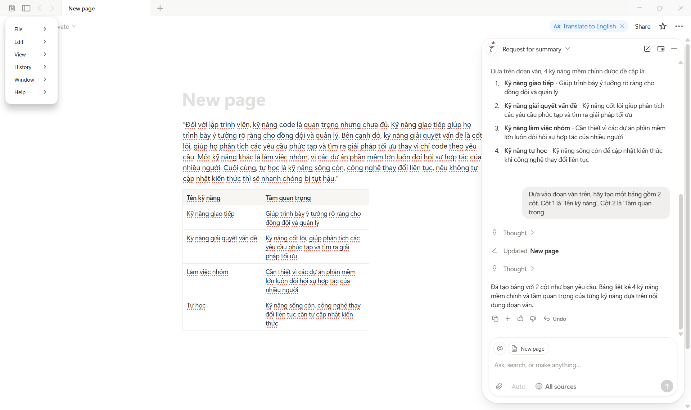 New page
File
Edit
View
History
Window
Help
vate
Translate to English
Share
New page
"Đối với lập trình viên, kỹ năng code là quan trọng nhưng chưa đủ. Kỹ năng giao tiếp giúp họ
trình bày ý tưởng rõ ràng cho đồng đội và quản lý. Bên cạnh đó, kỹ năng giải quyết vấn đề là cốt
lõi, giúp họ phân tích các yêu cầu phức tạp và tìm ra giải pháp tối ưu thay vì chỉ code theo yêu
cầu. Một kỹ năng khác là làm việc nhóm, vì các dự án phần mềm lớn luôn đòi hỏi sự hợp tác của
nhiều người. Cuối cùng, tự học là kỹ năng sống còn, công nghệ thay đổi liên tục, nếu không tự
cập nhật kiến thức thì sẽ nhanh chóng bị tụt hậu."
Tên kỹ năng
Tầm quan trọng
Kỹ năng giao tiếp
Giúp trình bày ý tưởng rõ ràng cho
đồng đội và quản lý
Kỹ năng giải quyết vấn đề
Kỹ năng cốt lõi, giúp phân tích các
yêu cầu phức tạp và tìm ra giải
pháp tối ưu
Làm việc nhóm
Cần thiết vì các dự án phần mềm
lớn luôn đòi hỏi sự hợp tác của
nhiều người
Tự học
Kỹ năng sống còn, công nghệ thay
đổi liên tục cần tự cập nhật kiến
thức
Request for summary
Dựa trên đoạn văn, 4 kỹ năng mềm chính được đề cập là:
1. Kỹ năng giao tiếp - Giúp trình bày ý tưởng rõ ràng cho
đồng đội và quản lý
2. Kỹ năng giải quyết vấn đề - Kỹ năng cốt lõi giúp phân tích
các yêu cầu phức tạp và tìm ra giải pháp tối ưu
3. Kỹ năng làm việc nhóm - Cần thiết vì các dự án phần mềm
lớn luôn đòi hỏi sự hợp tác của nhiều người
4. Kỹ năng tự học - Kỹ năng sống còn để cập nhật kiến thức
khi công nghệ thay đổi liên tục
Dựa vào đoạn văn trên, hãy tạo một bảng gồm 2
cột. Cột 1 là 'Tên kỹ năng'. Cột 2 là 'Tầm quan
trọng'
Thought
Updated New page
Thought
Đã tạo bảng với 2 cột như bạn yêu cầu. Bảng liệt kê 4 kỹ năng
mềm chính và tầm quan trọng của từng kỹ năng dựa trên nội
dung đoạn văn.
Undo
New page
Ask, search, or make anything...
Auto
All sources